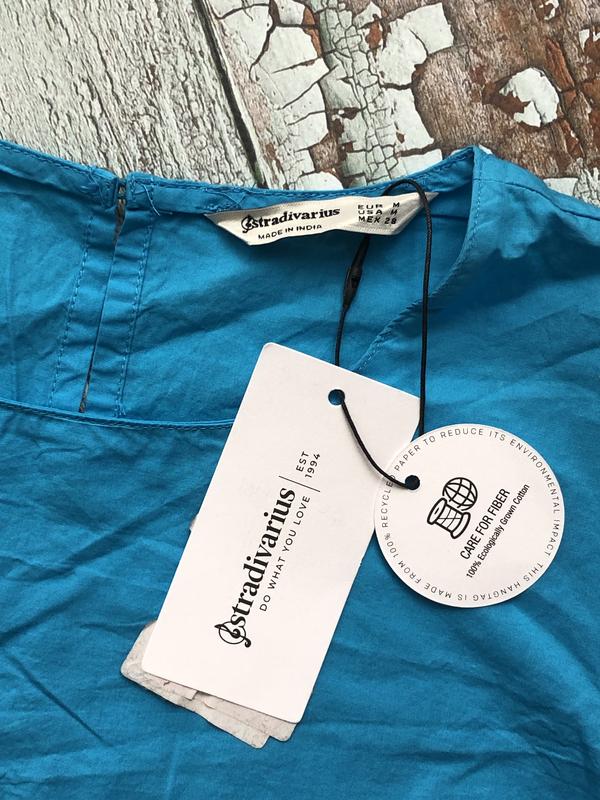 stradivarius
MADE IN INDIA
EUR M
USA M
MEX 28
stradivarius
DO WHAT YOU LOVE
EST
1994
CARE FOR FIBER
100% Ecologically Grown Cotton
THIS HANGTAG IS MADE FROM 100% RECYCLED PAPER TO REDUCE ITS ENVIRONMENTAL IMPACT